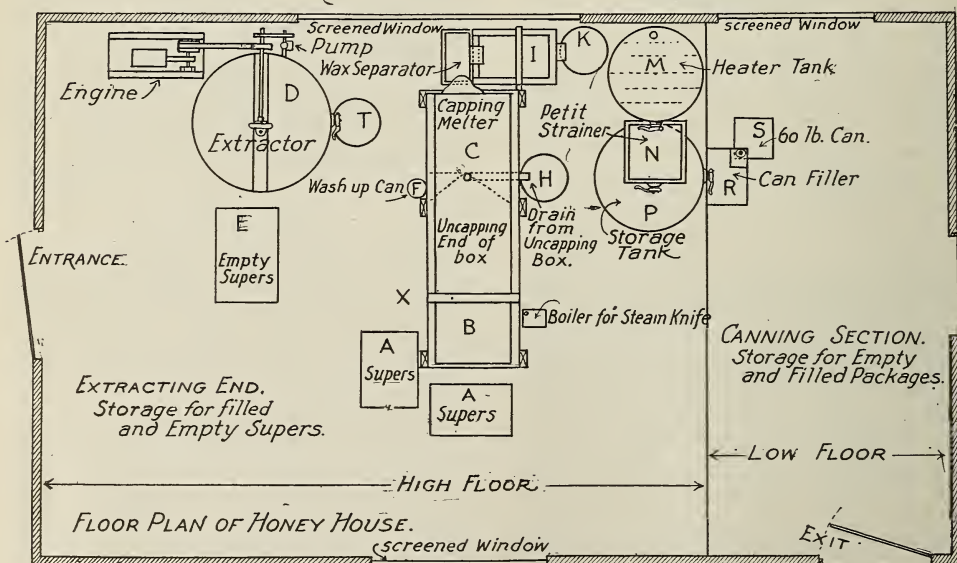 screened Window
screened Window
Engine
Pump
D
Extractor
T
Wax Separator
I
K
M
Heater Tank
Capping
Melter
C
Petit
Strainer
N
S
60 lb. Can.
R
Can Filler
Wash up Can
F
H
P
Storage
Tank
Drain
from
Uncapping
Box.
Uncapping
End of
box
E
Empty
Supers
ENTRANCE.
X
B
Boiler for Steam Knife
A
Supers
A
Supers
EXTRACTING END.
Storage for filled
and Empty Supers.
CANNING SECTION.
Storage for Empty
and Filled Packages.
HIGH FLOOR
LOW FLOOR
FLOOR PLAN OF HONEY HOUSE.
screened Window
EXIT